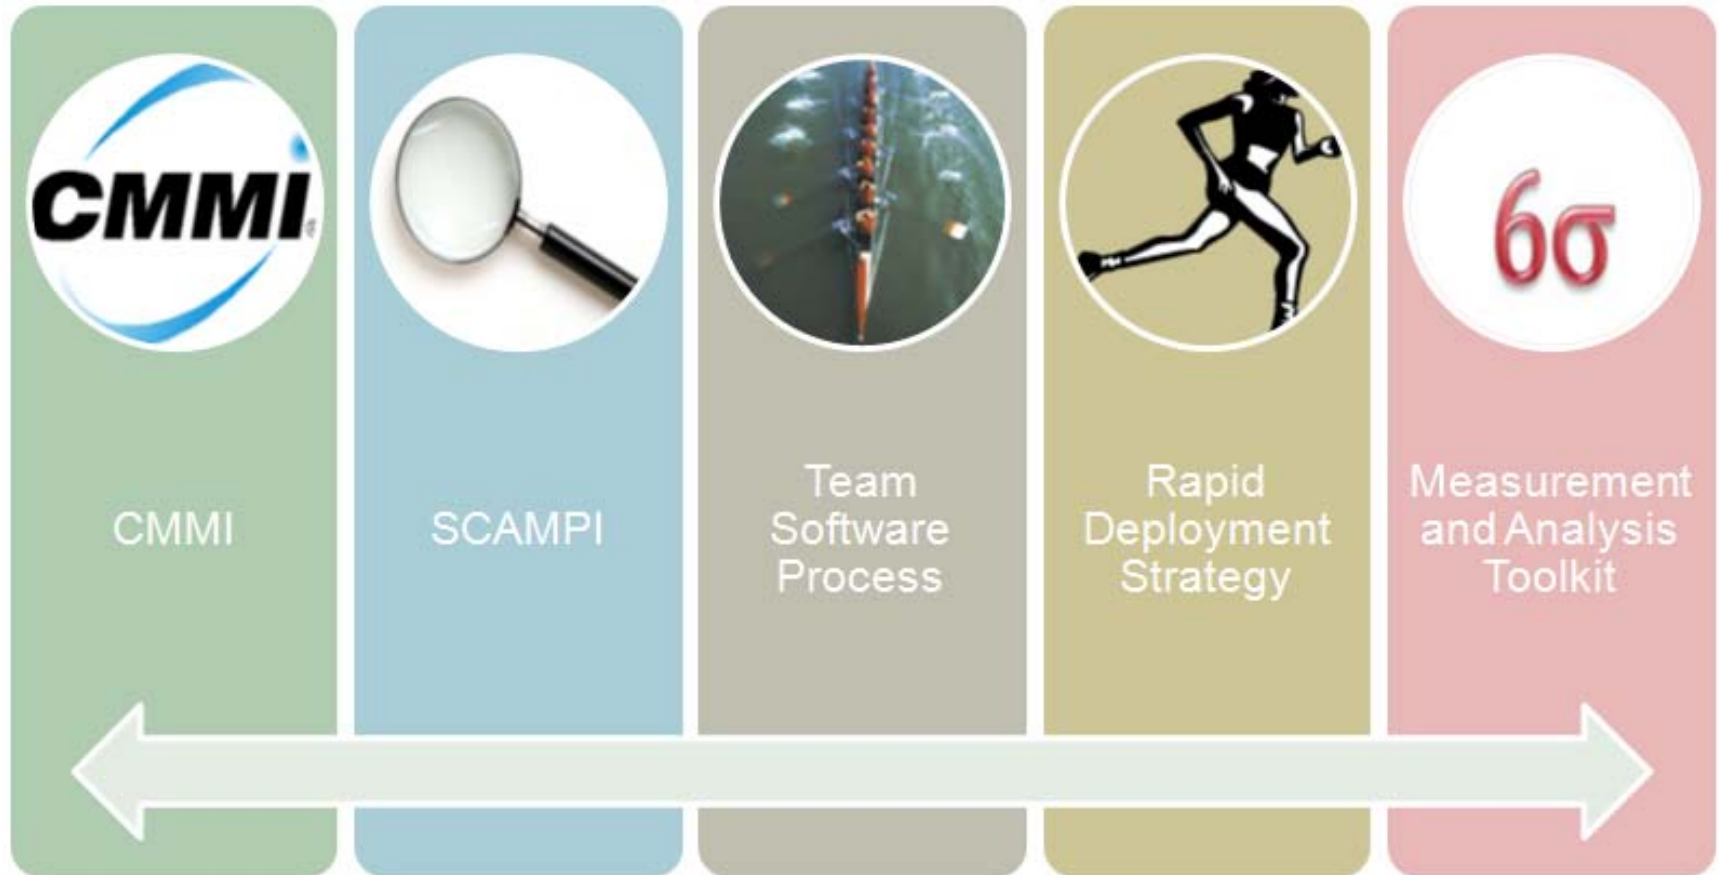 CMMI
6σ
CMMI
SCAMPI
Team
Software
Process
Rapid
Deployment
Strategy
Measurement
and Analysis
Toolkit